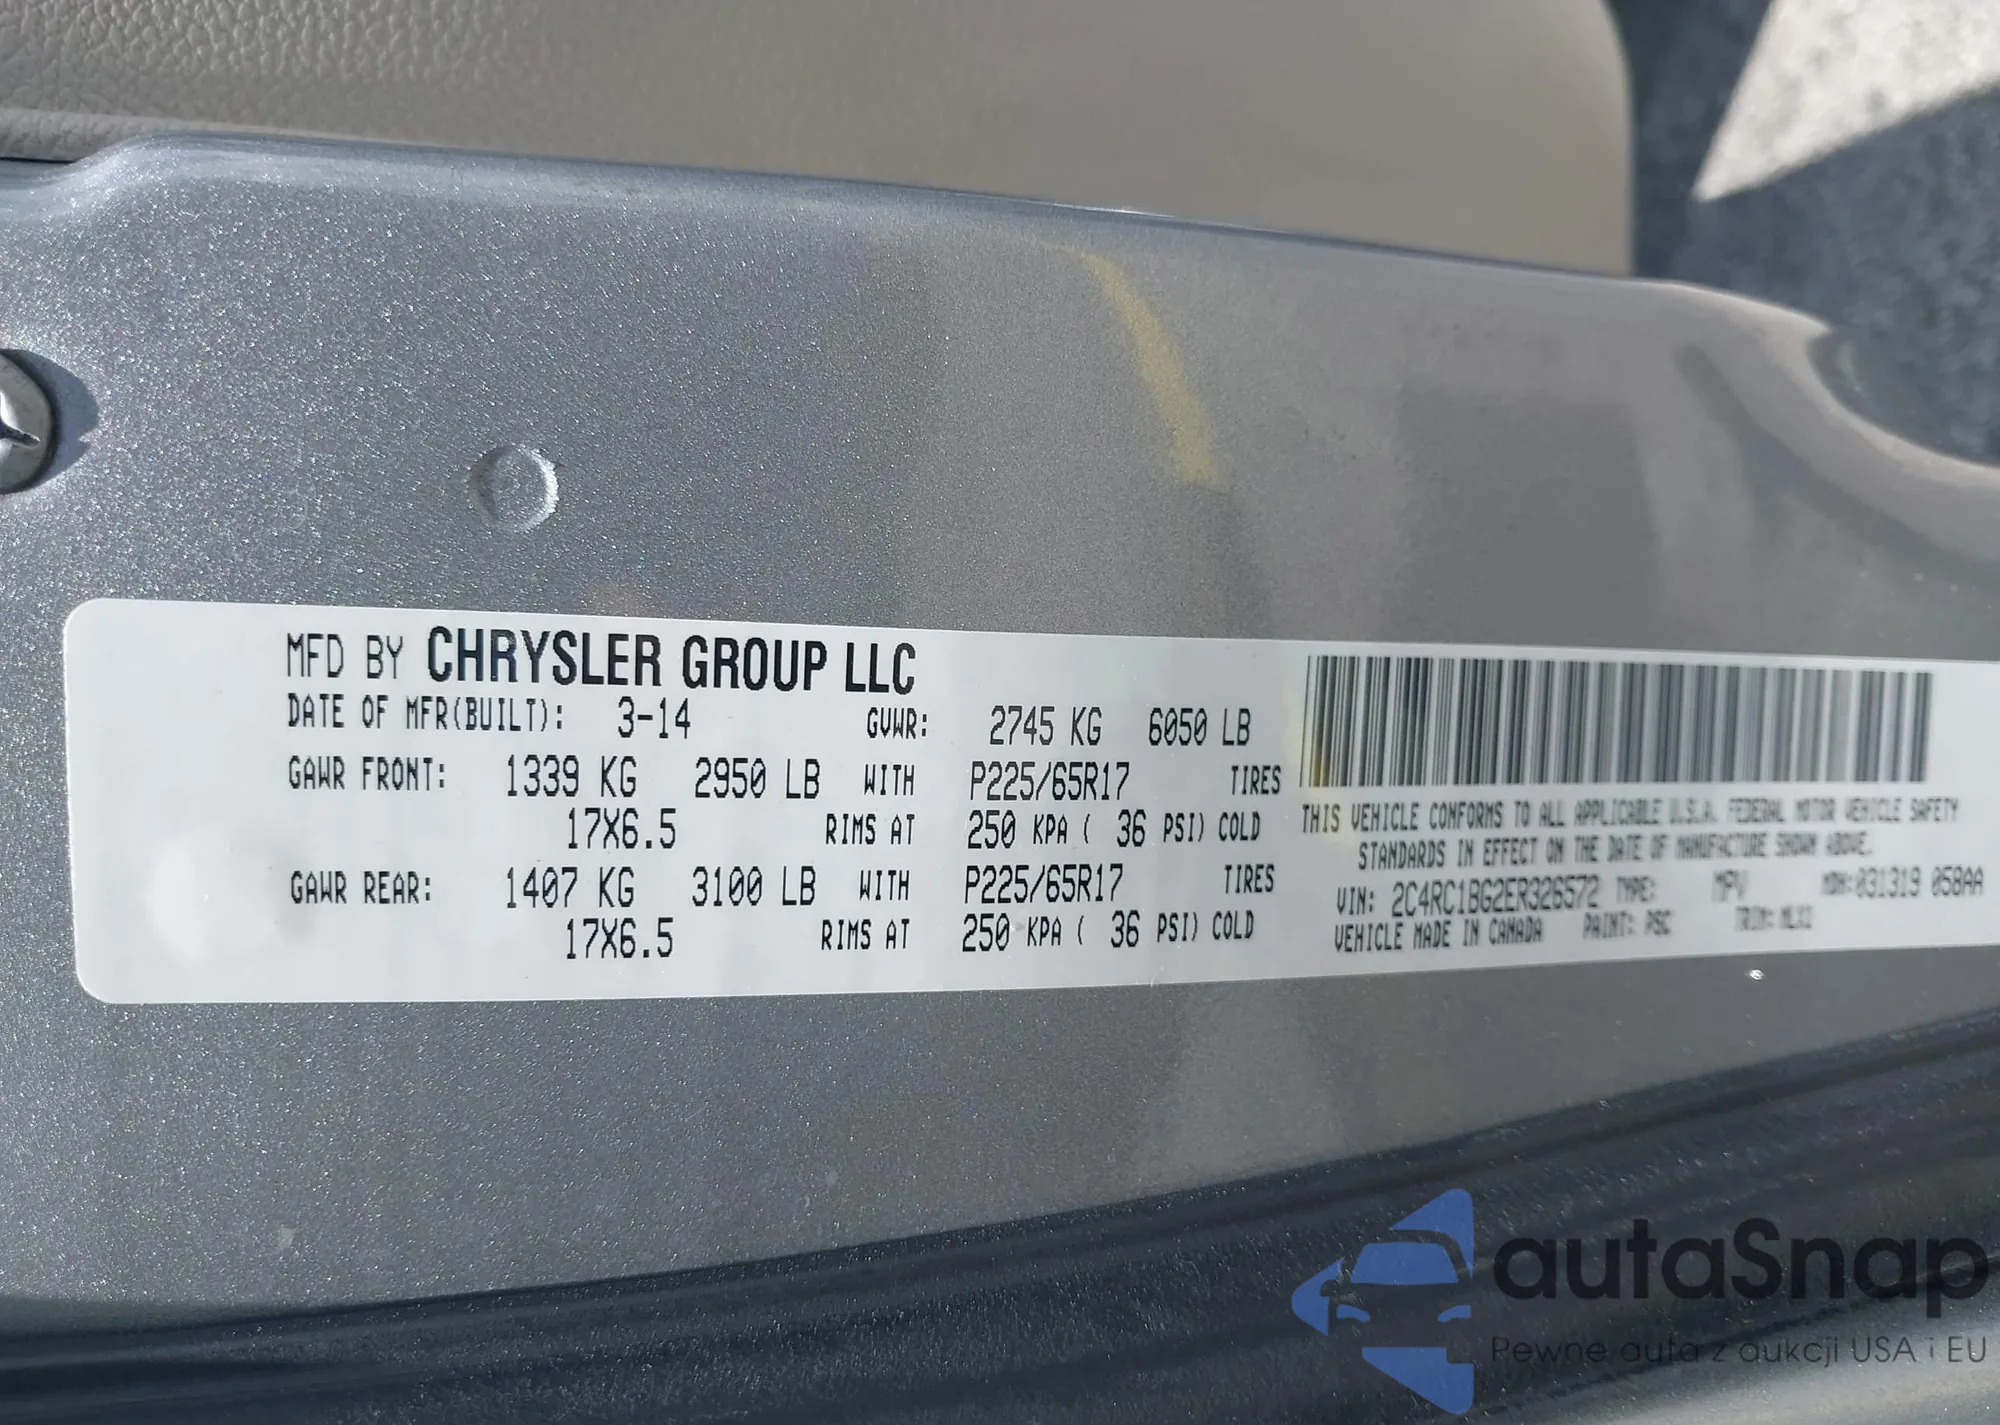 MFD BY CHRYSLER GROUP LLC
DATE OF MFR(BUILT): 3-14 GVWR: 2745 KG 6050 LB
GAWR FRONT: 1339 KG 2950 LB WITH P225/65R17 TIRES
17X6.5 RIMS AT 250 KPA ( 36 PSI) COLD
GAWR REAR: 1407 KG 3100 LB WITH P225/65R17 TIRES
17X6.5 RIMS AT 250 KPA ( 36 PSI) COLD
THIS VEHICLE CONFORMS TO ALL APPLICABLE U.S.A. FEDERAL MOTOR VEHICLE SAFETY
STANDARDS IN EFFECT ON THE DATE OF MANUFACTURE SHOWN ABOVE.
VIN: 2C4RC1BG2ER326572 TYPE: MPV MDH:031319 058AA
VEHICLE MADE IN CANADA PAINT: PSC TRIM:
autaSnap
Pewne auta z aukcji USA i EU